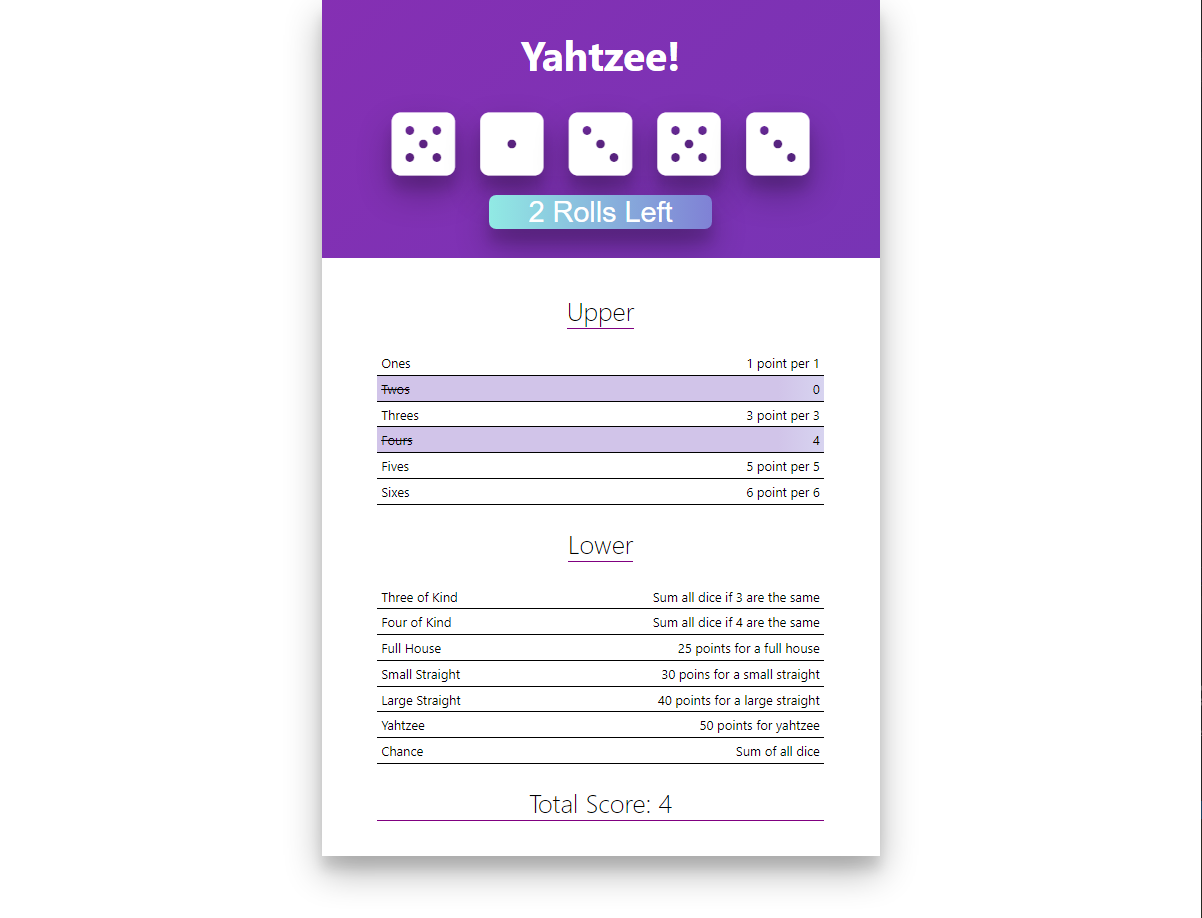 Yahtzee!
2 Rolls Left
Upper
Ones 1 point per 1
Twos 0
Threes 3 point per 3
Fours 4
Fives 5 point per 5
Sixes 6 point per 6
Lower
Three of Kind Sum all dice if 3 are the same
Four of Kind Sum all dice if 4 are the same
Full House 25 points for a full house
Small Straight 30 poins for a small straight
Large Straight 40 points for a large straight
Yahtzee 50 points for yahtzee
Chance Sum of all dice
Total Score: 4